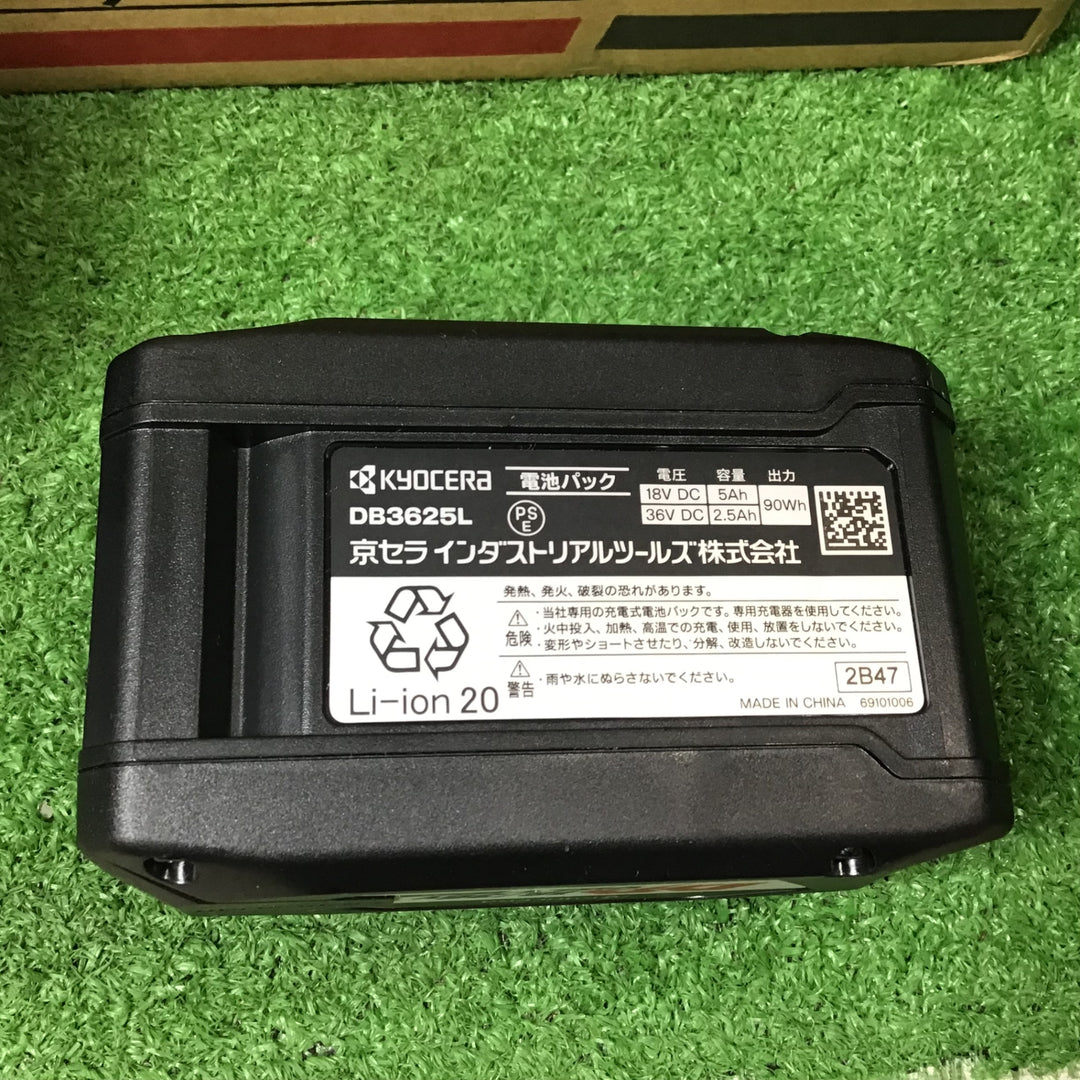 KYOCERA 電池パック
DB3625L PS E
電圧 容量 出力
18V DC 5Ah 90Wh
36V DC 2.5Ah
京セラ インダストリアルツールズ株式会社
発熱、発火、破裂の恐れがあります。
危険
・当社専用の充電式電池パックです。専用充電器を使用してください。
・火中投入、加熱、高温での充電、使用、放置をしないでください。
・変形やショートさせたり、分解、改造しないでください。
警告
・雨や水にぬらさないでください。
2B47
Li-ion 20
MADE IN CHINA 69101006